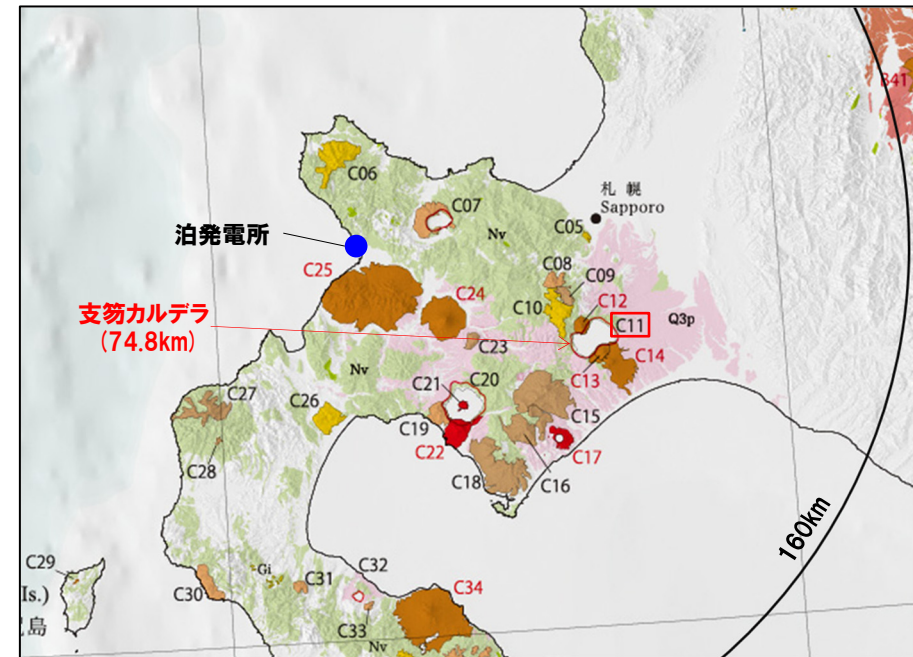 B41
C06
札幌
Sapporo
C07
C05
Nv
泊発電所
C25
C08
C09
C24
C10
C12
支笏カルデラ
(74.8km)
C11
Q3p
C23
C14
C13
Nv
C21
C20
C27
C26
C15
C19
C22
C17
C28
C18
C16
160km
C29
Gi
C31
C32
C34
Is.)
C30
島
C33
Nv